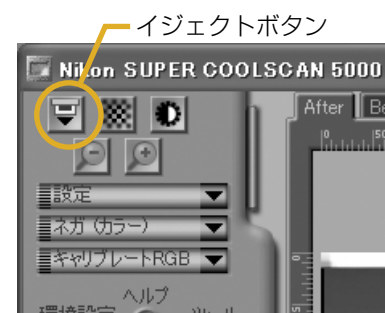 イジェクトボタン
Nikon SUPER COOLSCAN 5000
After
Be
設定
ネガ (カラー)
キャリブレートRGB
ヘルプ
環境設定